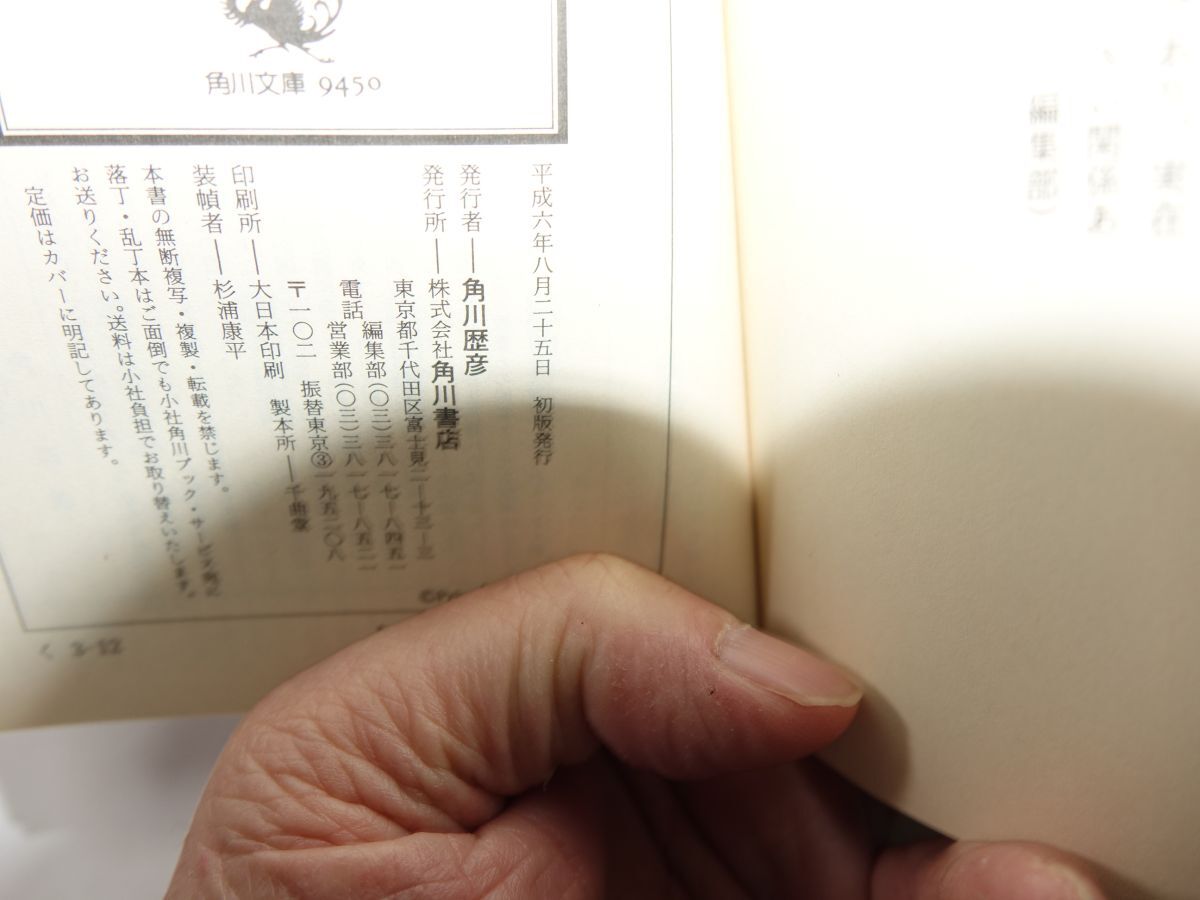 実在
関係あ
編集部)
角川文庫 9450
平成六年八月二十五日 初版発行
発行者──角川歴彦
発行所──株式会社角川書店
東京都千代田区富士見二―十三―三
電話 編集部(〇三)三八一七―八四五一
営業部(〇三)三八一七―八五二一
〒一〇二 振替東京③一九五二〇八
印刷所──大日本印刷 製本所──千曲堂
装幀者──杉浦康平
本書の無断複写・複製・転載を禁じます。
落丁・乱丁本はご面倒でも小社角川ブック・サービス宛に
お送りください。送料は小社負担でお取り替えいたします。
定価はカバーに明記してあります。
く 3-52